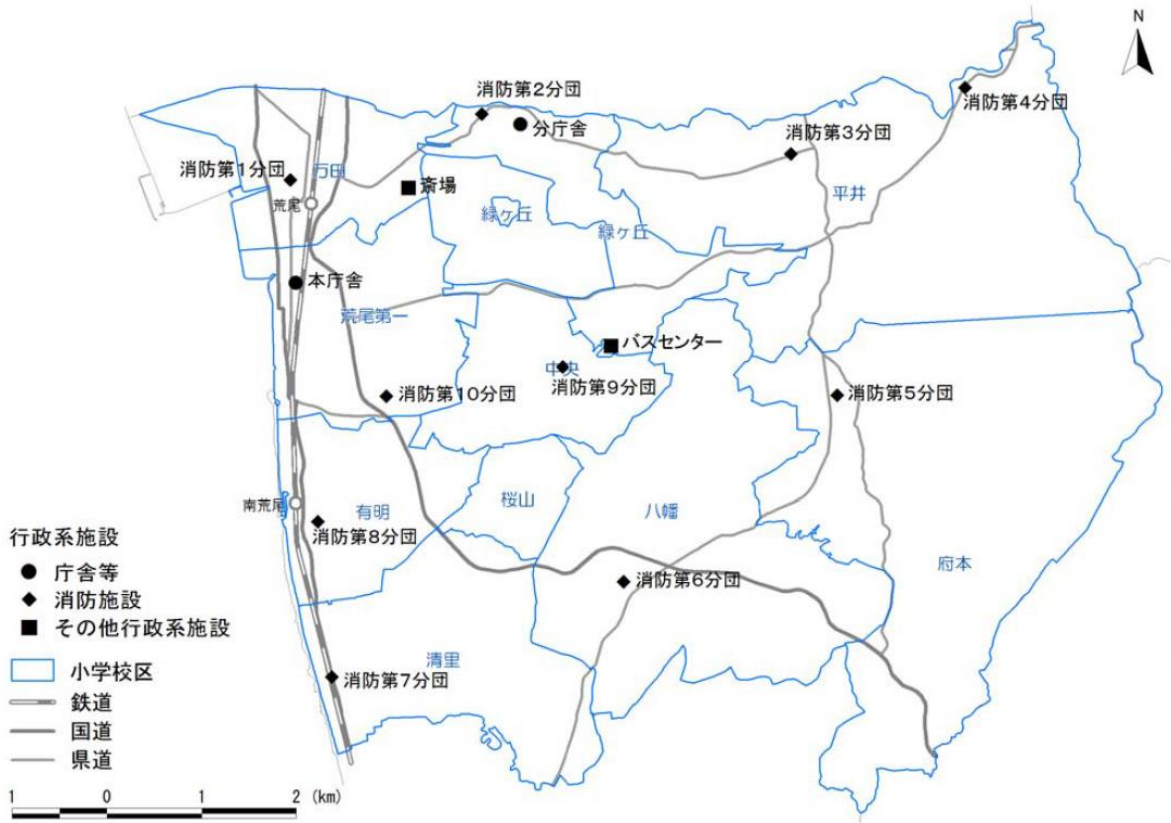 N
消防第2分団
消防第4分団
分庁舎
消防第3分団
消防第1分団
万田
斎場
平井
荒尾
緑ヶ丘
緑ヶ丘
本庁舎
荒尾第一
バスセンター
中央
消防第10分団
消防第9分団
消防第5分団
桜山
八幡
南荒尾
有明
消防第8分団
府本
消防第6分団
清里
消防第7分団
行政系施設
庁舎等
消防施設
その他行政系施設
小学校区
鉄道
国道
県道
1 0 1 2 (km)